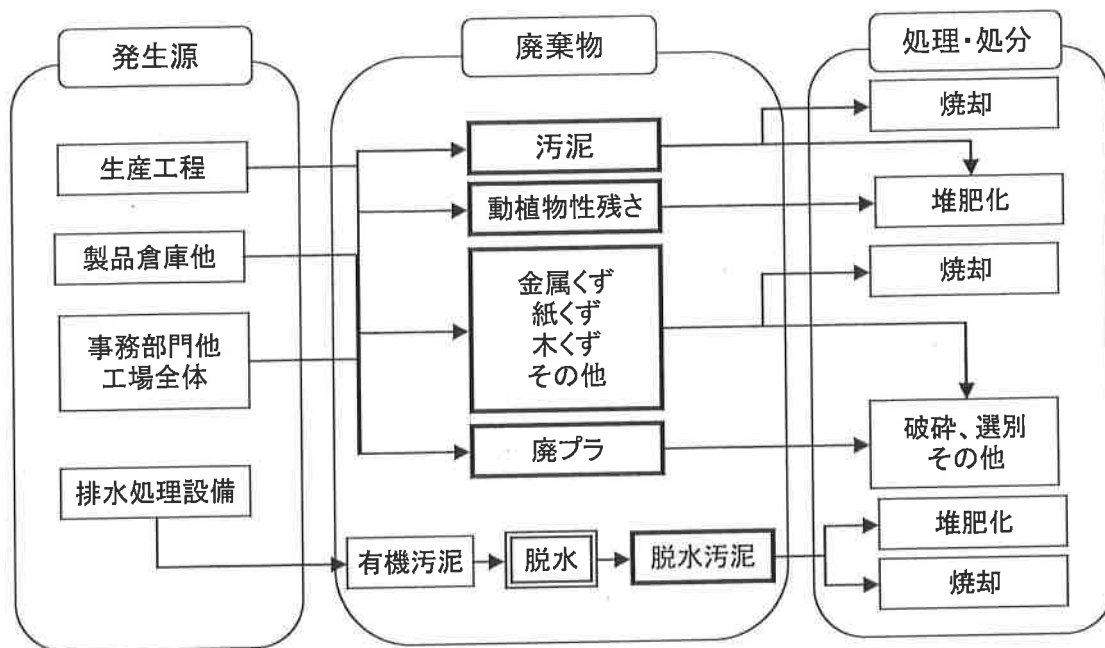 発生源
廃棄物
処理・処分
生産工程
製品倉庫他
事務部門他
工場全体
排水処理設備
汚泥
動植物性残さ
金属くず
紙くず
木くず
その他
廃プラ
有機汚泥
脱水
脱水汚泥
焼却
堆肥化
焼却
破砕、選別
その他
堆肥化
焼却